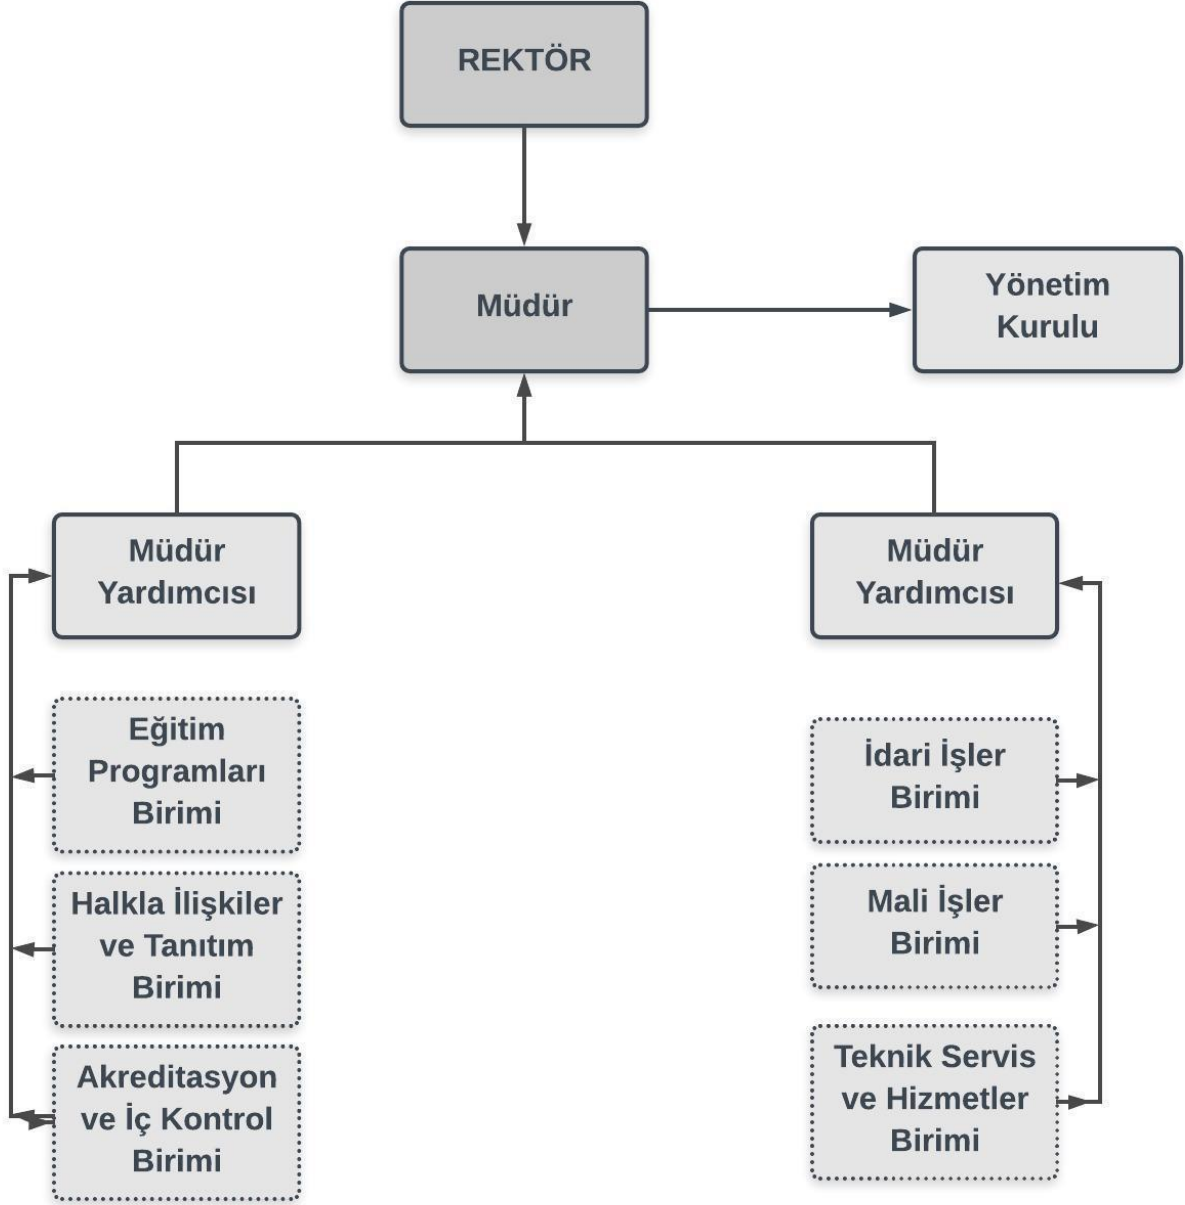 REKTÖR
Müdür
Yönetim
Kurulu
Müdür
Yardımcısı
Müdür
Yardımcısı
Eğitim
Programları
Birimi
Halkla İlişkiler
ve Tanıtım
Birimi
Akreditasyon
ve İç Kontrol
Birimi
İdari İşler
Birimi
Mali İşler
Birimi
Teknik Servis
ve Hizmetler
Birimi